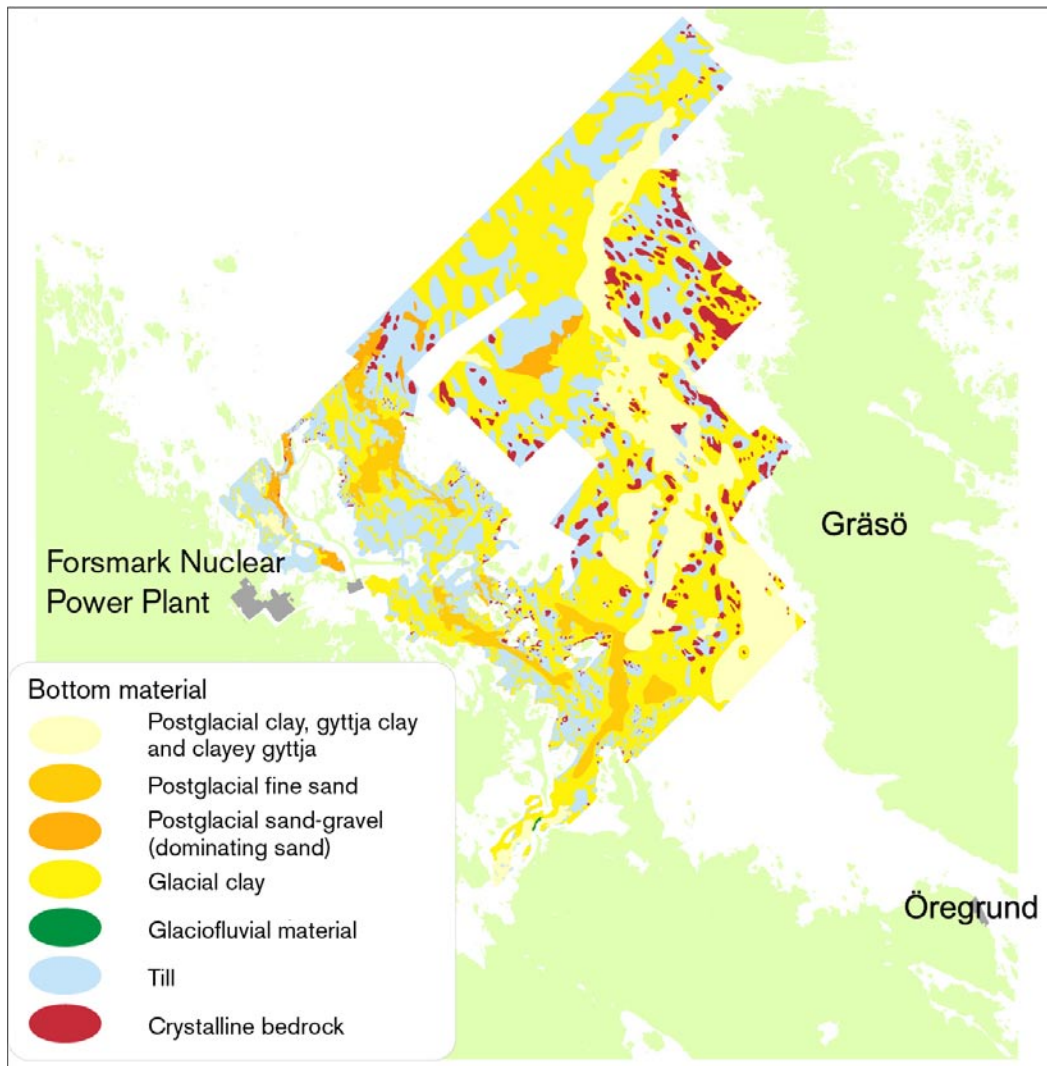 Gräsö
Forsmark Nuclear
Power Plant
Öregrund
Bottom material
Postglacial clay, gyttja clay
and clayey gyttja
Postglacial fine sand
Postglacial sand-gravel
(dominating sand)
Glacial clay
Glaciofluvial material
Till
Crystalline bedrock